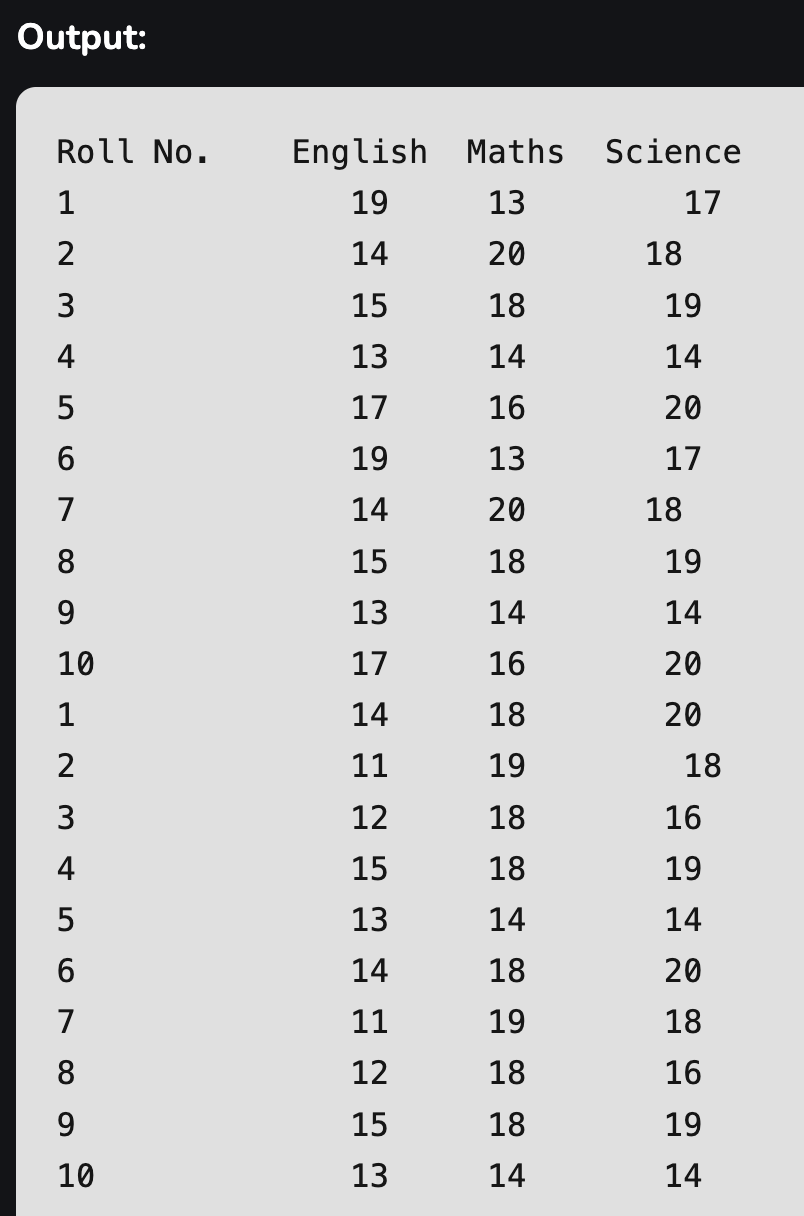 Output:
Roll No.    English  Maths  Science
1              19     13        17
2              14     20      18
3              15     18       19
4              13     14       14
5              17     16       20
6              19     13       17
7              14     20      18
8              15     18       19
9              13     14       14
10             17     16       20
1              14     18       20
2              11     19        18
3              12     18       16
4              15     18       19
5              13     14       14
6              14     18       20
7              11     19       18
8              12     18       16
9              15     18       19
10             13     14       14